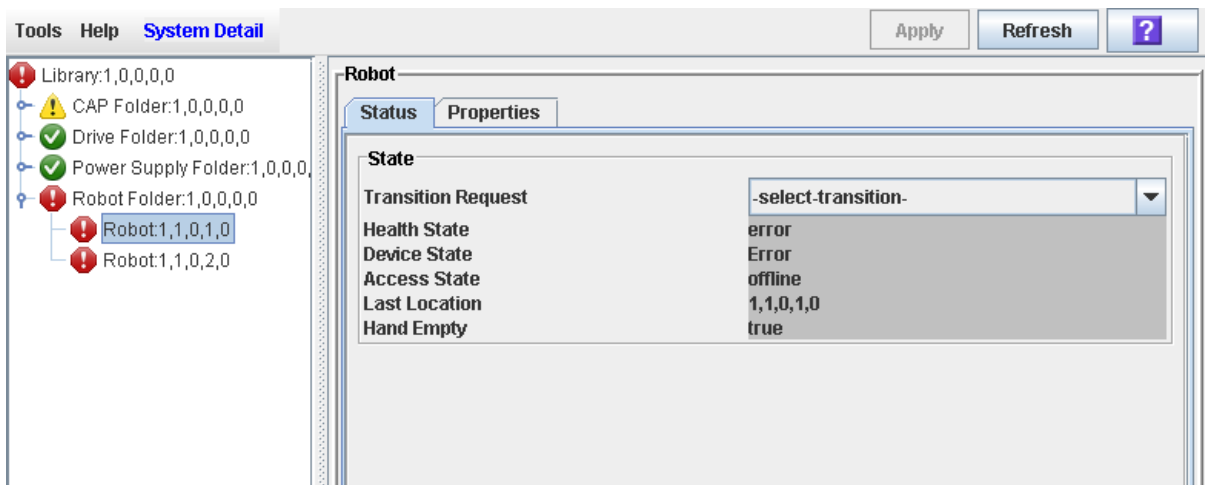 Tools Help System Detail Apply Refresh ?
Library:1,0,0,0,0
CAP Folder:1,0,0,0,0
Drive Folder:1,0,0,0,0
Power Supply Folder:1,0,0,0,
Robot Folder:1,0,0,0,0
Robot:1,1,0,1,0
Robot:1,1,0,2,0
Robot
Status Properties
State
Transition Request -select-transition-
Health State error
Device State Error
Access State offline
Last Location 1,1,0,1,0
Hand Empty true